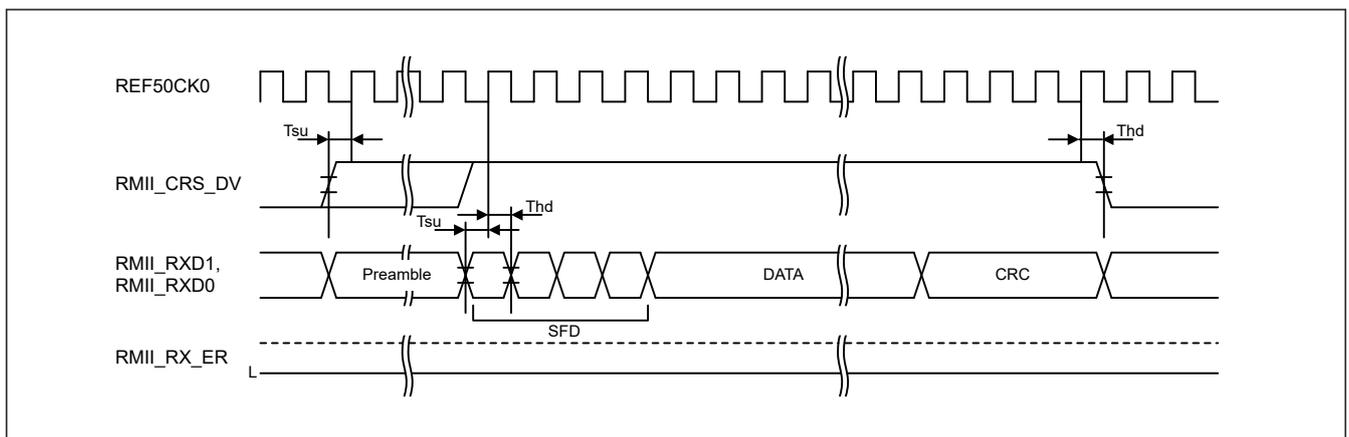 REF50CK0
Tsu
Thd
RMII_CRS_DV
Thd
Tsu
RMII_RXD1,
RMII_RXD0
Preamble
DATA
CRC
SFD
RMII_RX_ER
L